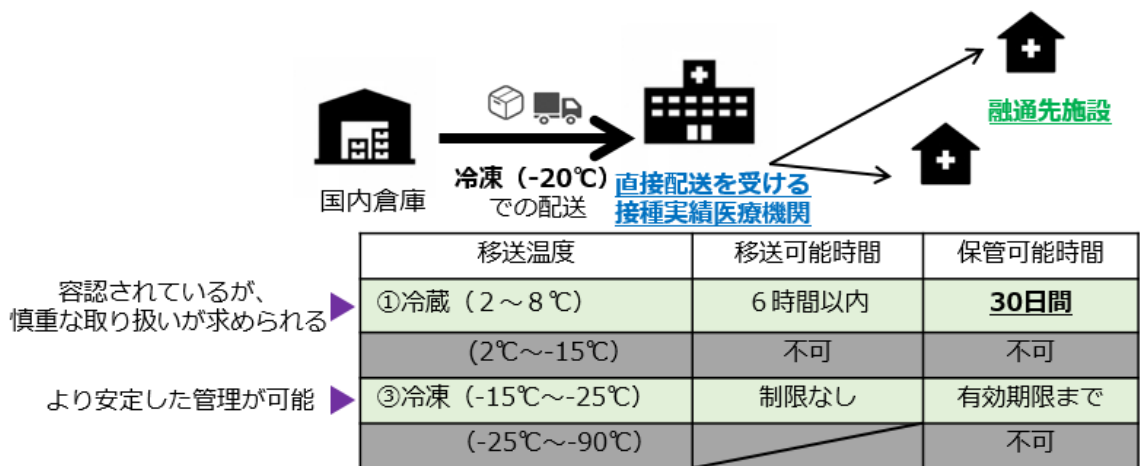 融通先施設
国内倉庫
冷凍（-20℃）
での配送
直接配送を受ける
接種実績医療機関
移送温度 移送可能時間 保管可能時間
容認されているが、
慎重な取り扱いが求められる
①冷蔵（２～８℃） ６時間以内 30日間
(2℃～-15℃) 不可 不可
より安定した管理が可能
③冷凍（-15℃～-25℃） 制限なし 有効期限まで
(-25℃～-90℃) 不可